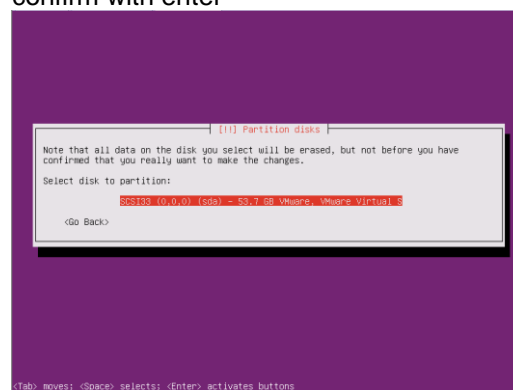 confirm with enter
[!!] Partition disks
Note that all data on the disk you select will be erased, but not before you have
confirmed that you really want to make the changes.
Select disk to partition:
SCSI33 (0,0,0) (sda) - 53.7 GB VMware, VMware Virtual S
<Go Back>
<Tab> moves; <Space> selects; <Enter> activates buttons